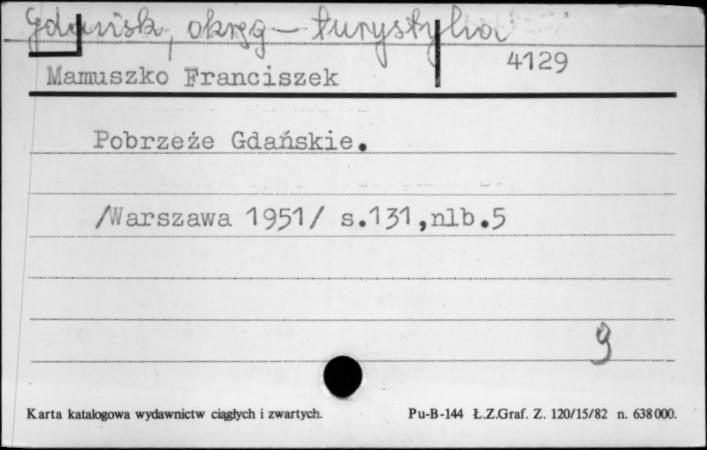 Gdańsk, okręg – turystyka
4129
Mamuszko Franciszek
Pobrzeże Gdańskie.
/Warszawa 1951/ s.131,nlb.5
g
Karta katalogowa wydawnictw ciągłych i zwartych. Pu-B-144 Ł.Z.Graf. Z. 120/15/82 n. 638000.